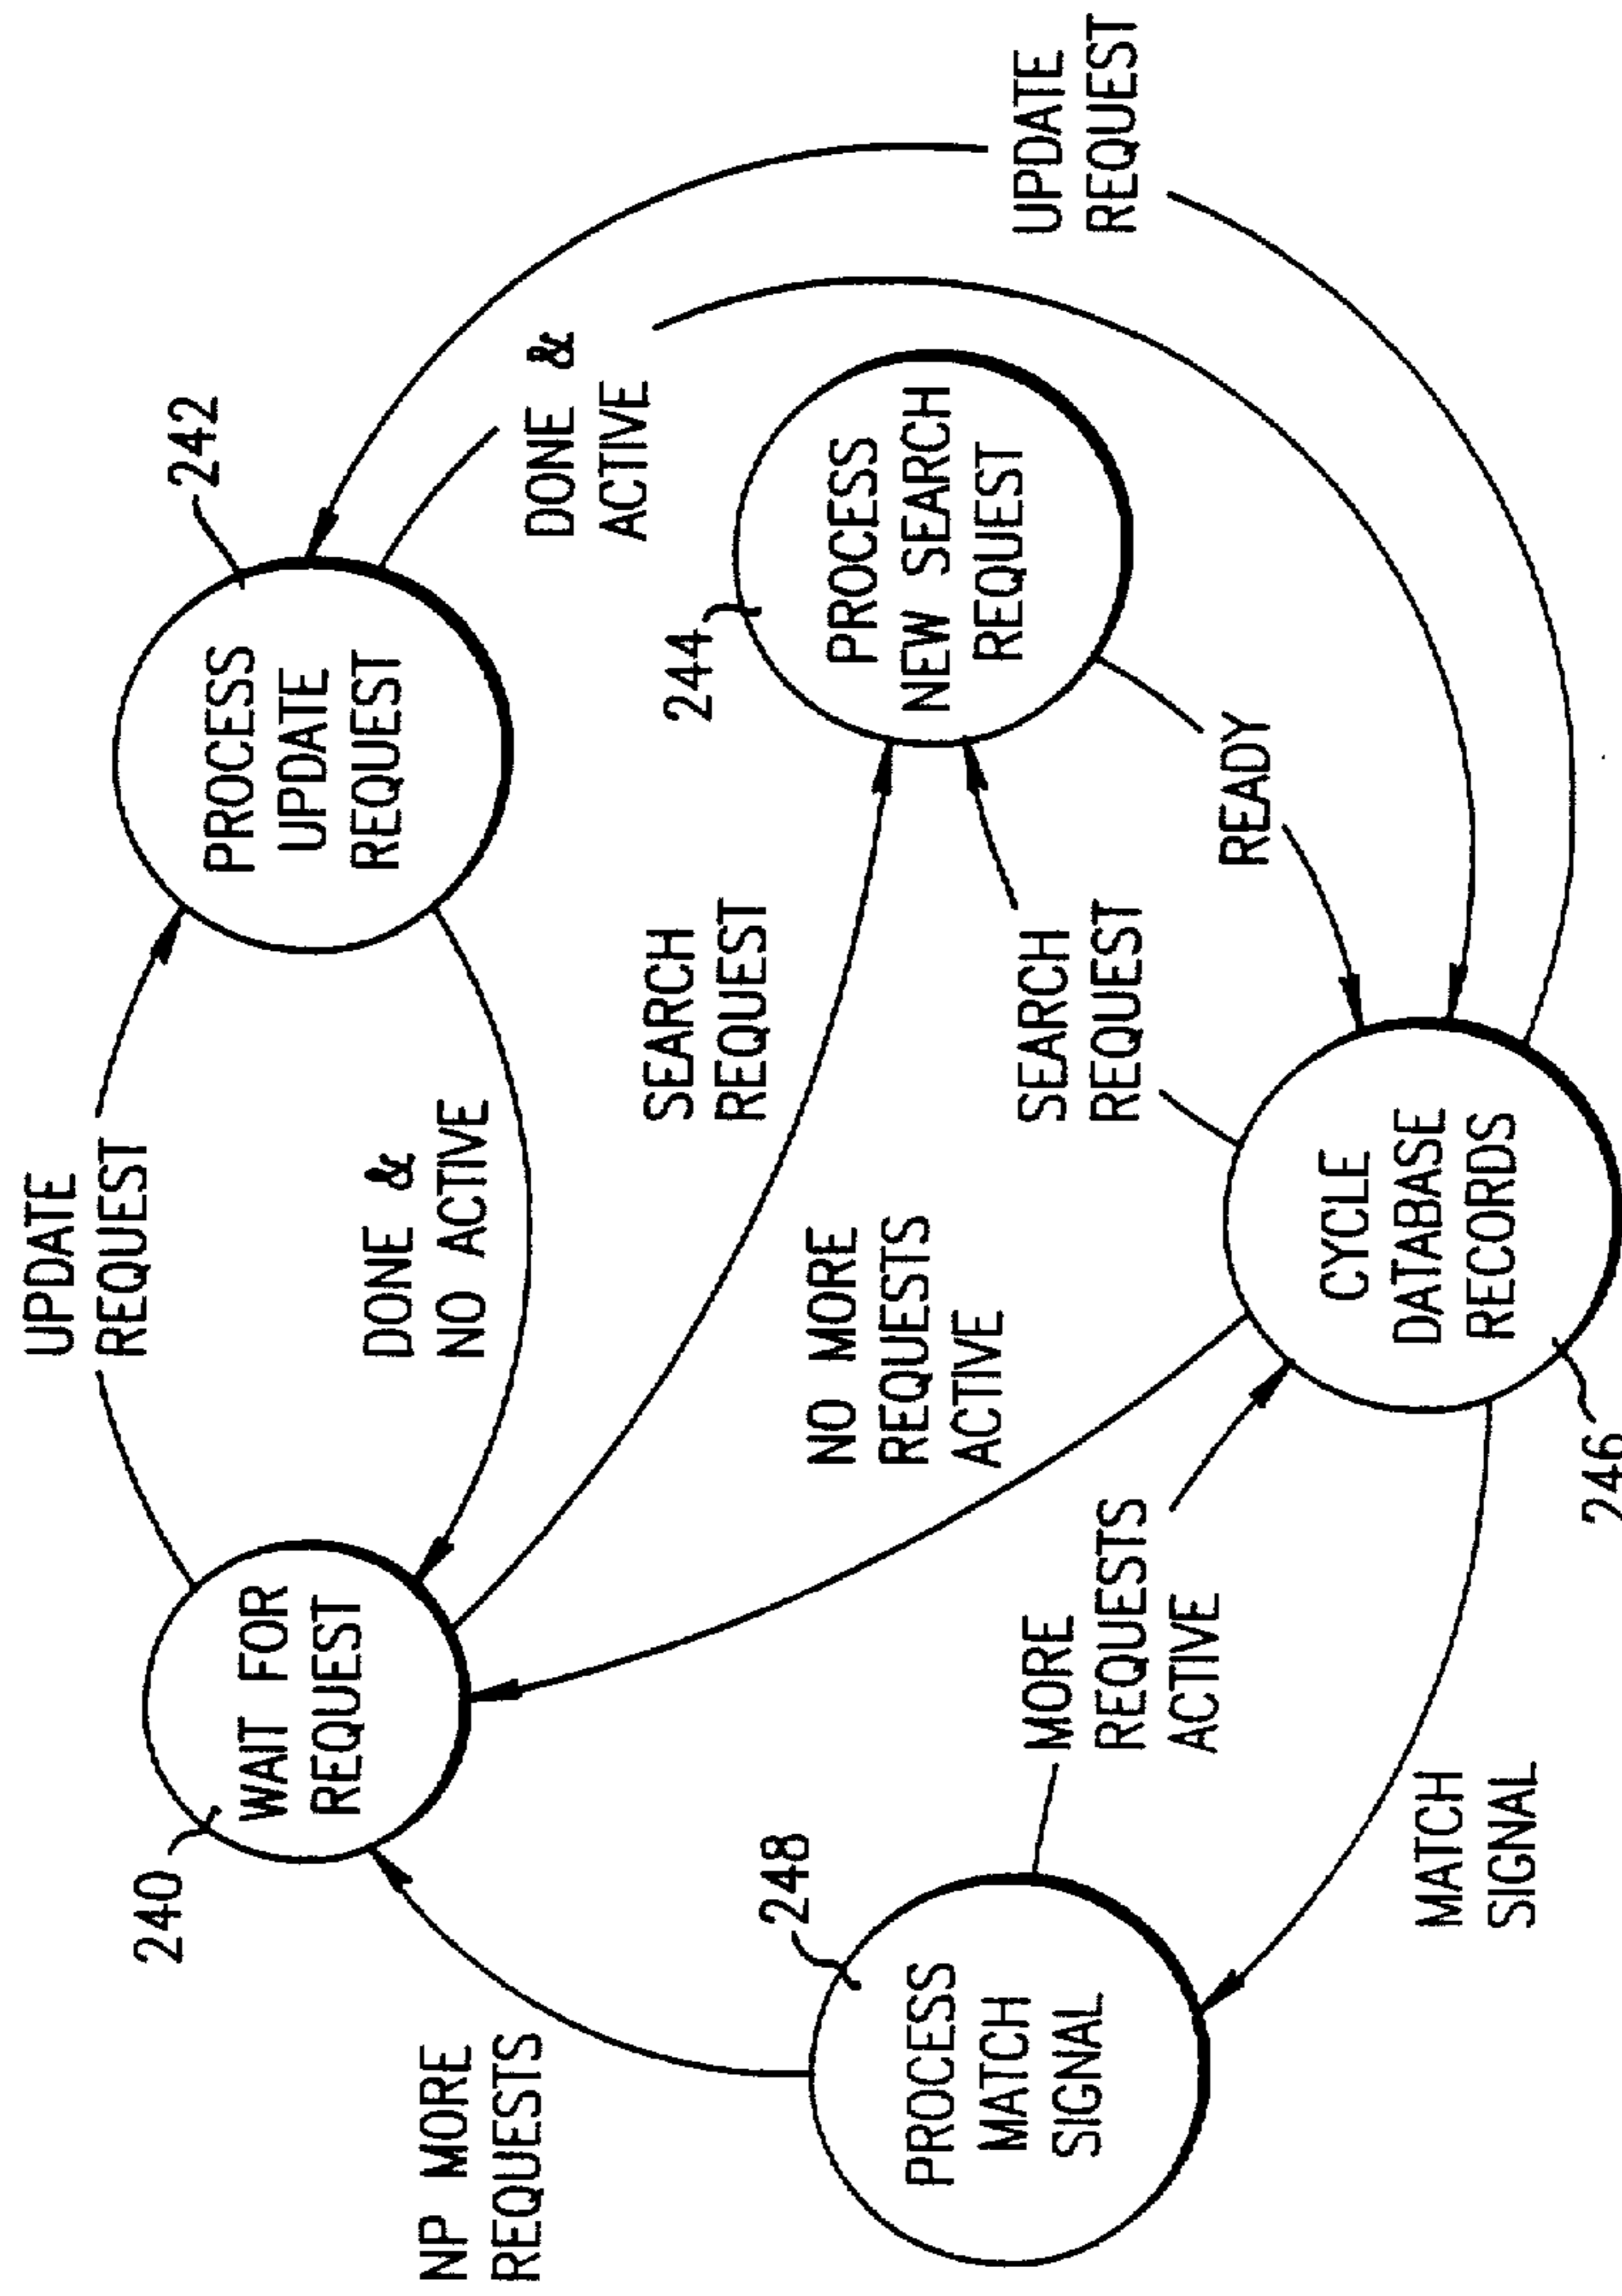 UPDATE
REQUEST
240
WAIT FOR
REQUEST
PROCESS
UPDATE
REQUEST
242
DONE &
NO ACTIVE
NP MORE
REQUESTS
DONE &
ACTIVE
SEARCH
REQUEST
244
PROCESS
NEW SEARCH
REQUEST
248
PROCESS
MATCH
SIGNAL
NO MORE
REQUESTS
ACTIVE
MORE
REQUESTS
ACTIVE
SEARCH
REQUEST
UPDATE
REQUEST
READY
CYCLE
DATABASE
RECORDS
MATCH
SIGNAL
246